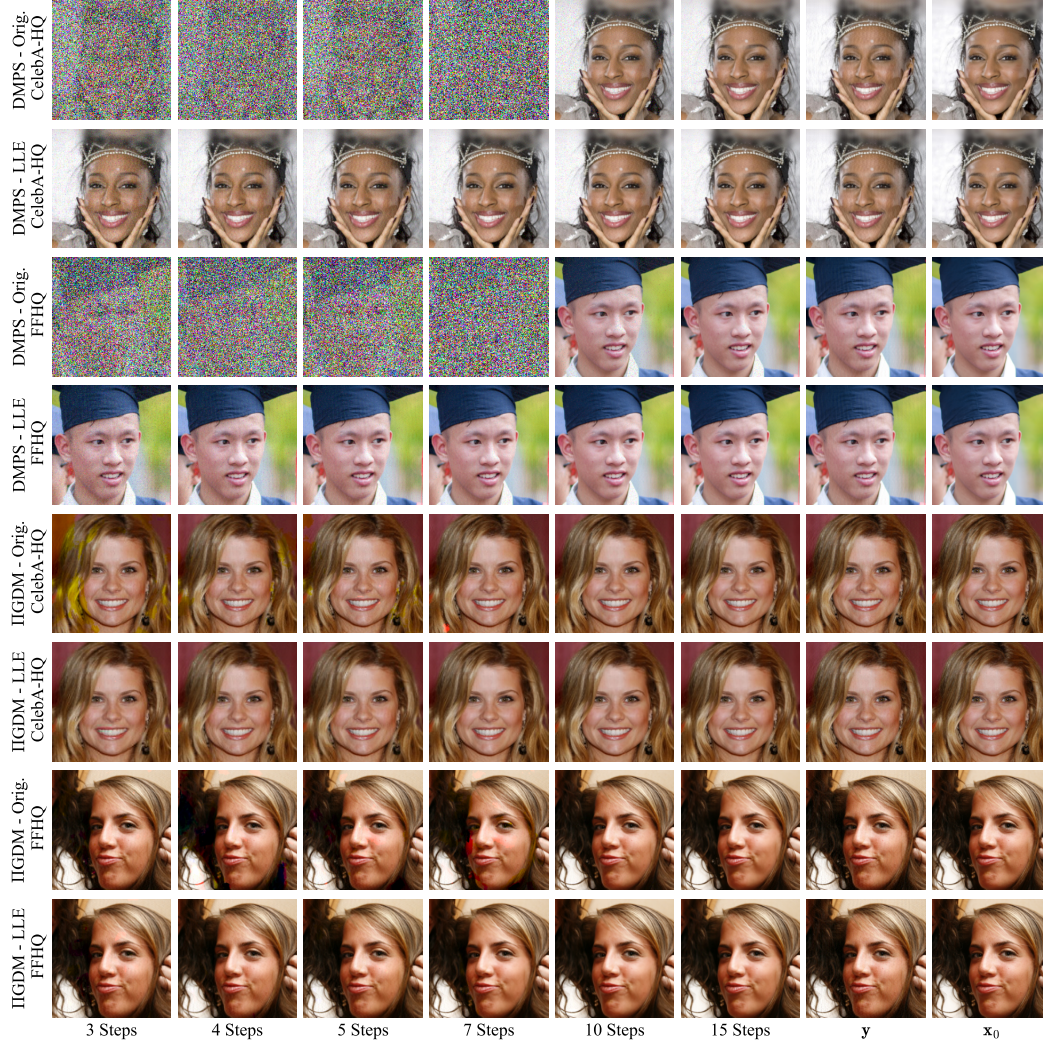 DMPS - Orig.
CelebA-HQ
DMPS - LLE
CelebA-HQ
DMPS - Orig.
FFHQ
DMPS - LLE
FFHQ
ΠGDM - Orig.
CelebA-HQ
ΠGDM - LLE
CelebA-HQ
ΠGDM - Orig.
FFHQ
ΠGDM - LLE
FFHQ
3 Steps 4 Steps 5 Steps 7 Steps 10 Steps 15 Steps y x₀